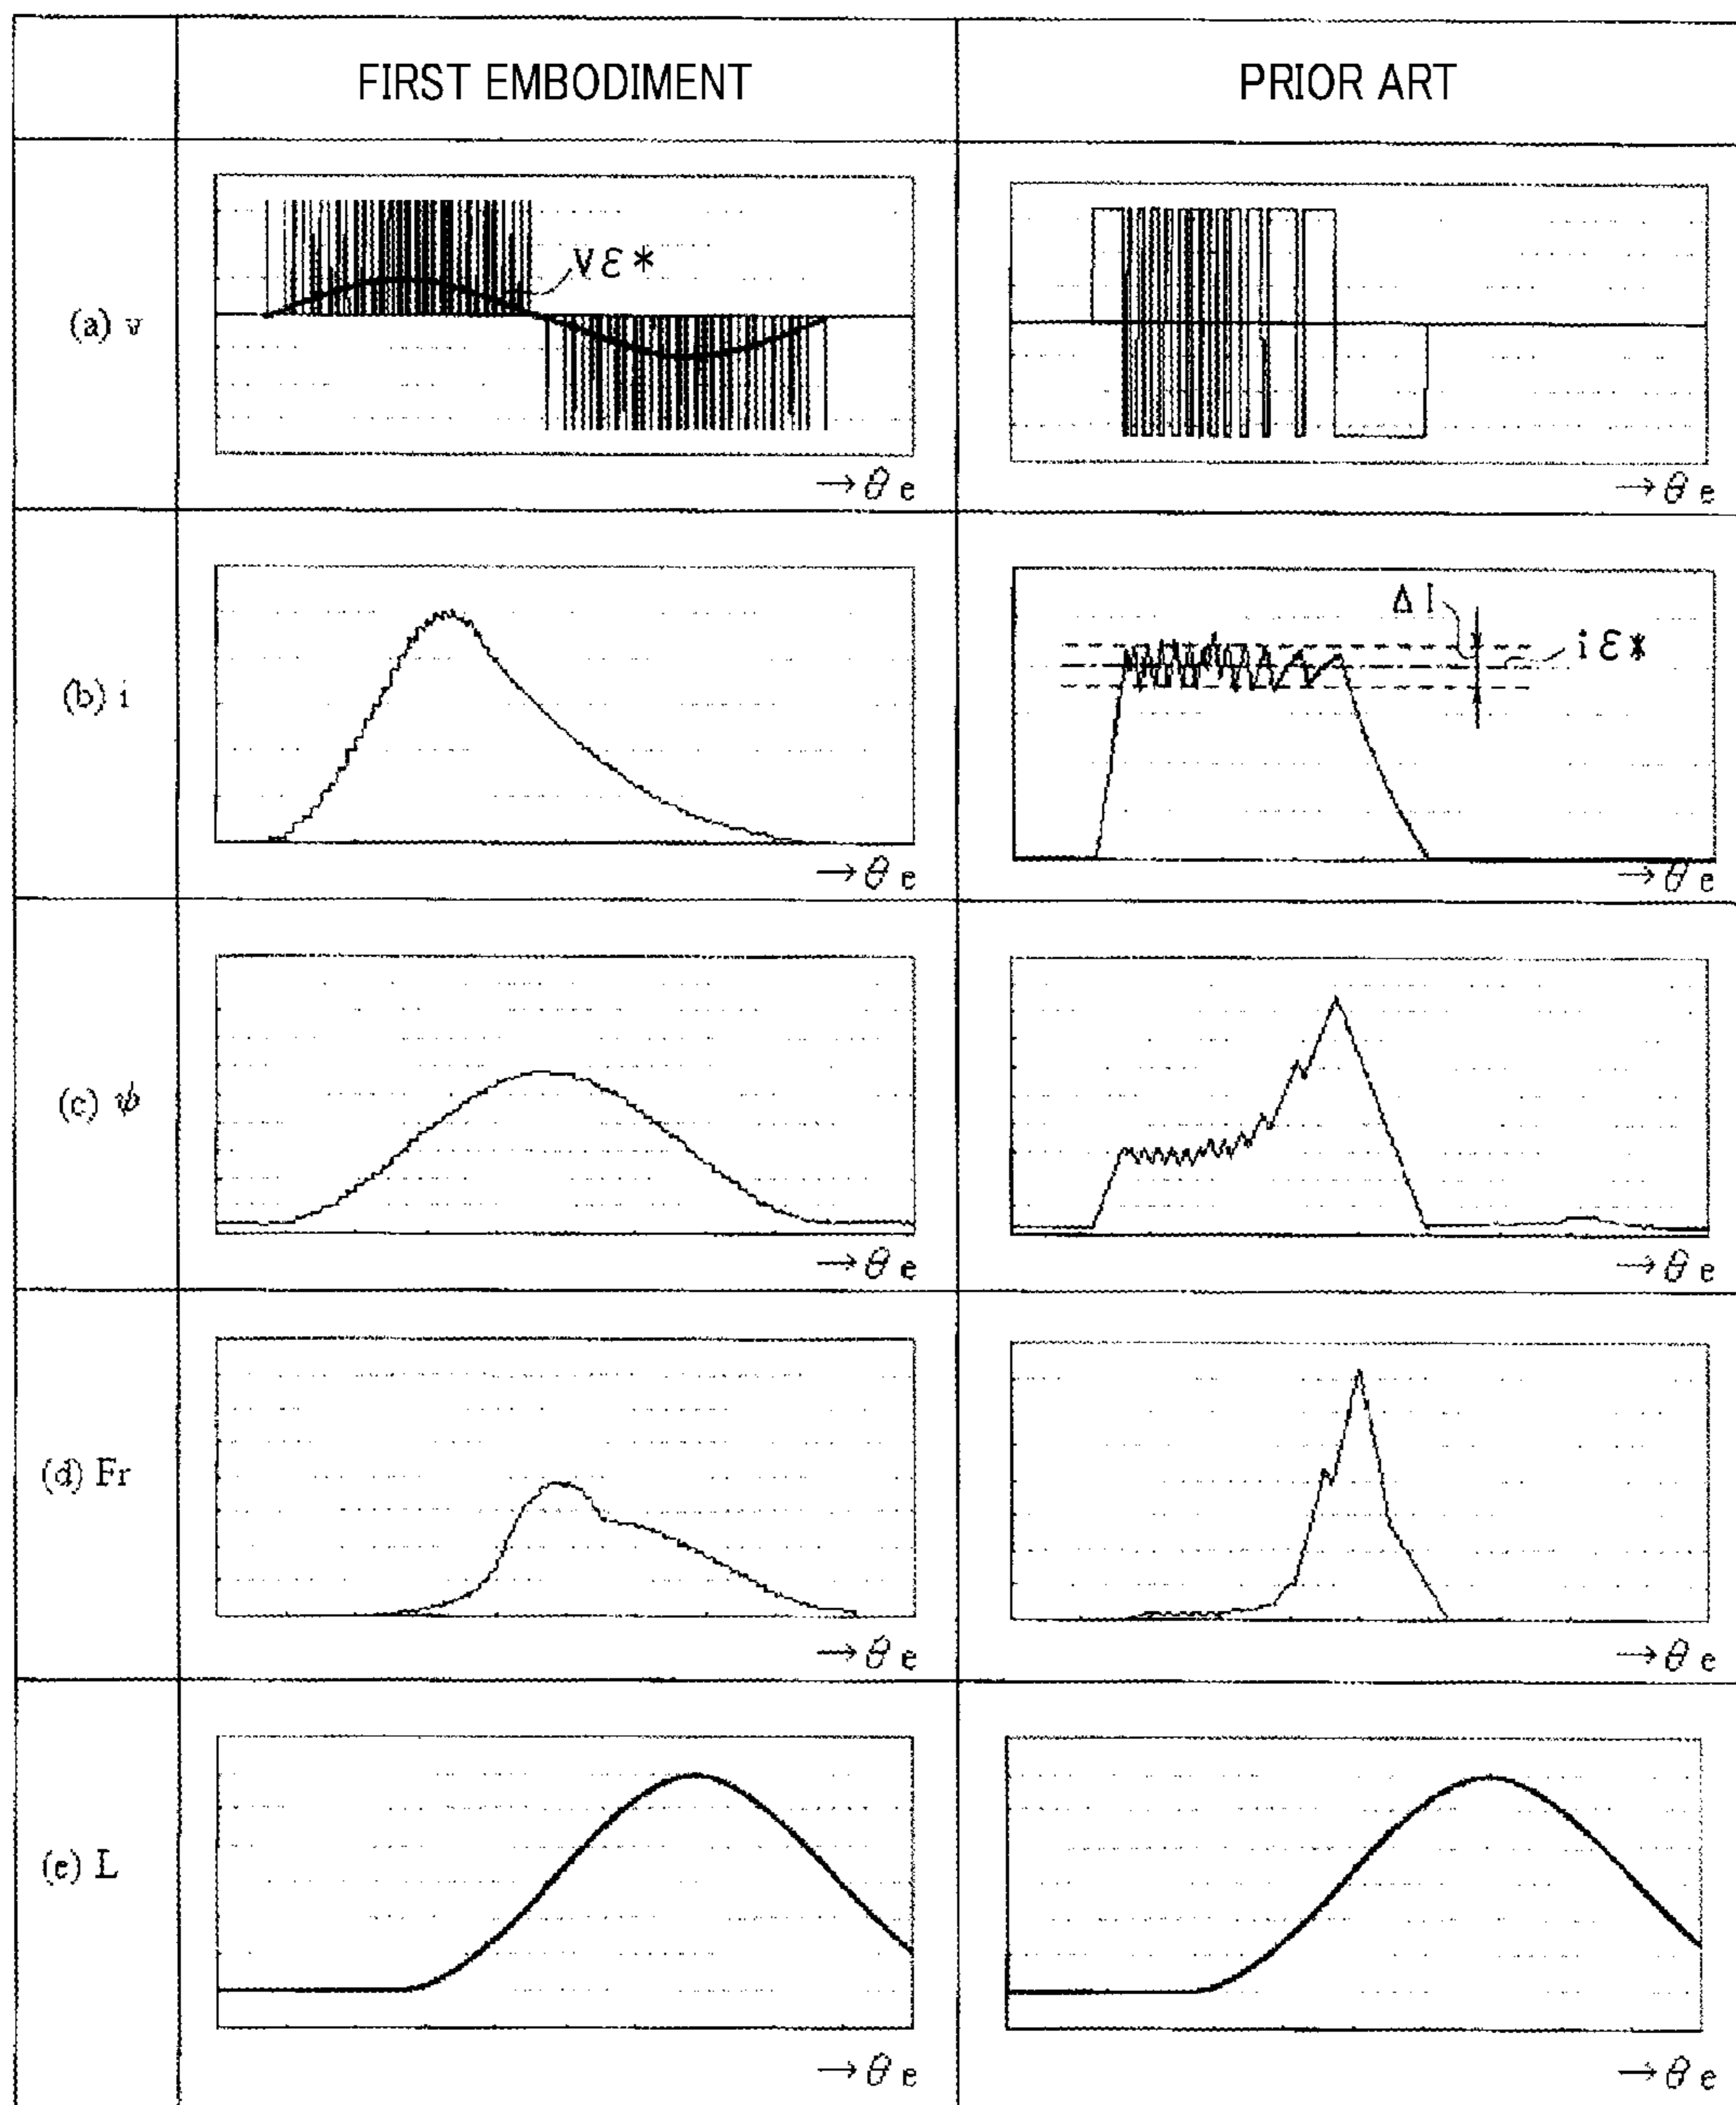 FIRST EMBODIMENT PRIOR ART
(a) v
Vε*
→θe
→θe
(b) i
ΔI
iε*
→θe
→θe
(c) ψ
→θe
→θe
(d) Fr
→θe
→θe
(e) L
→θe
→θe